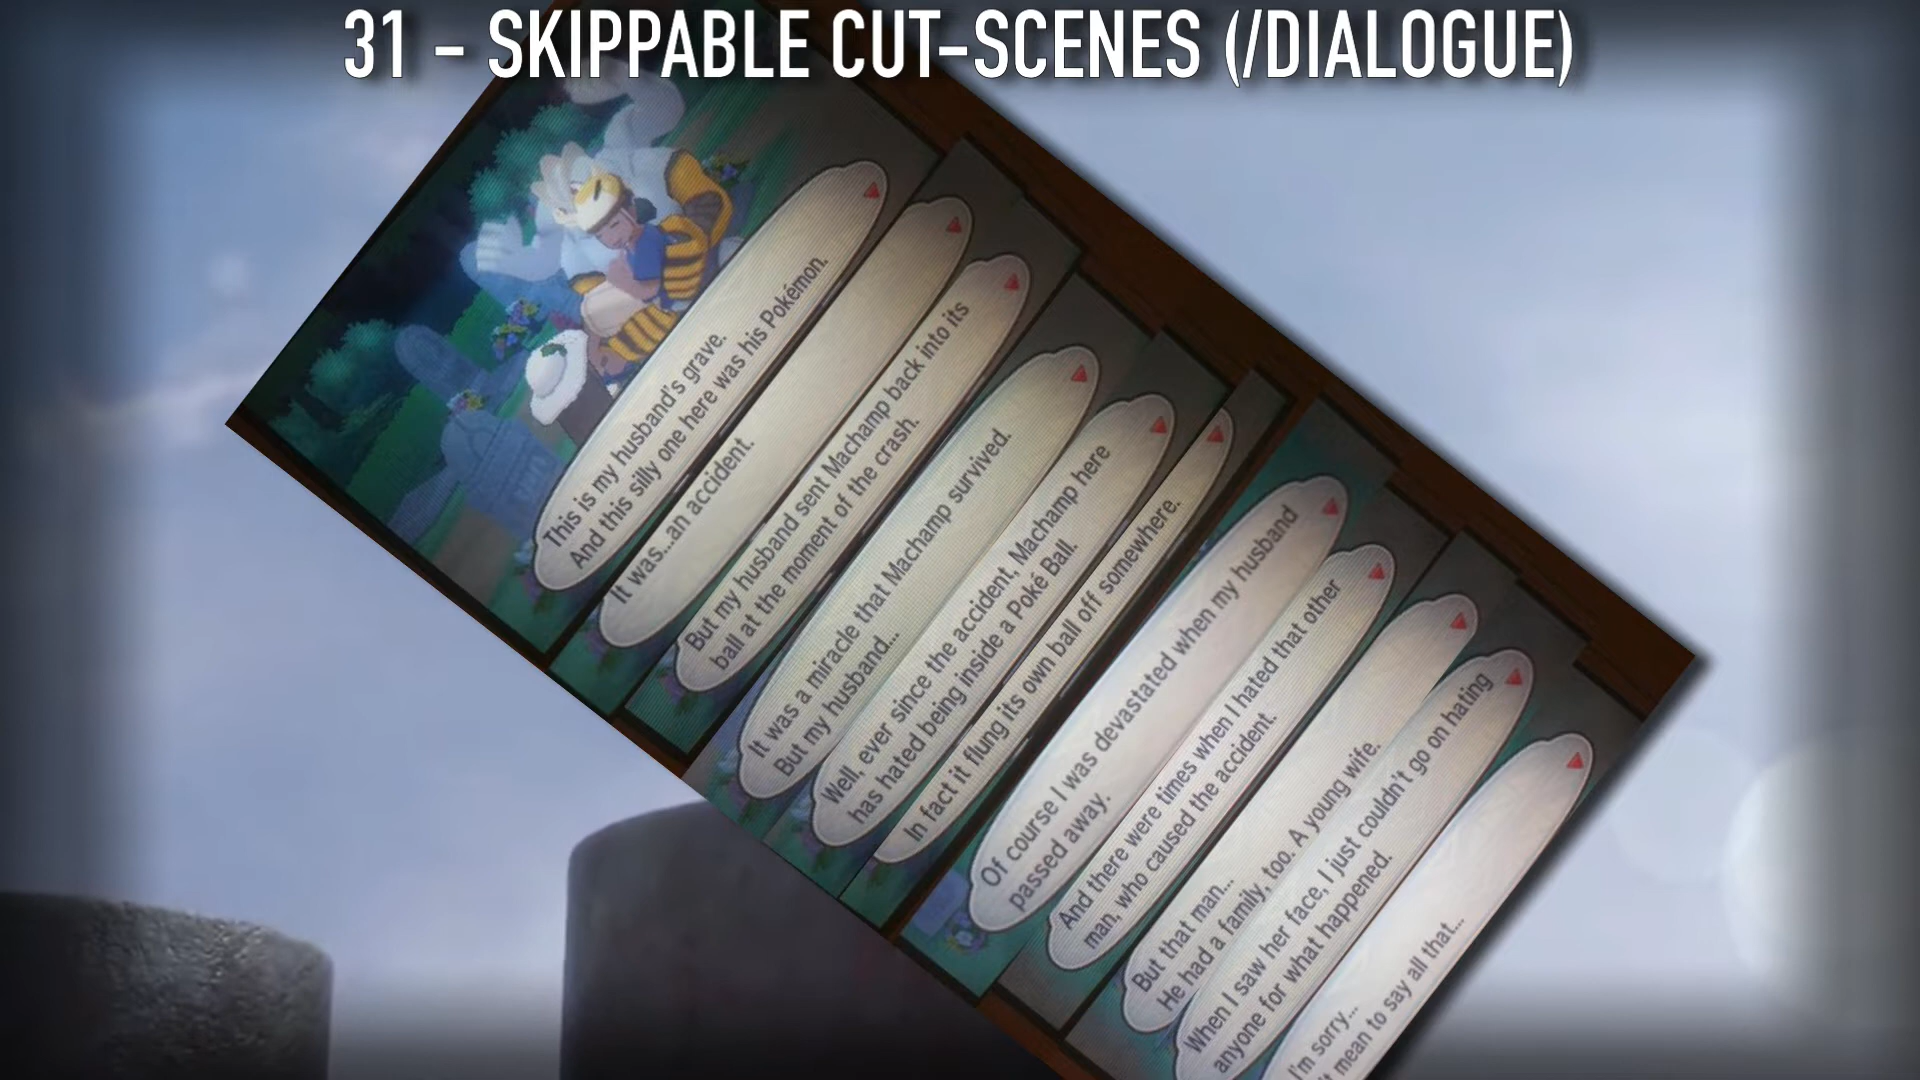 31 - SKIPPABLE CUT-SCENES (/DIALOGUE)
This is my husband's grave.
And this silly one here was his Pokémon.
It was...an accident.
But my husband sent Machamp back into its
ball at the moment of the crash.
It was a miracle that Machamp survived.
But my husband...
Well, ever since the accident, Machamp here
has hated being inside a Poké Ball.
In fact it flung its own ball off somewhere.
Of course I was devastated when my husband
passed away.
And there were times when I hated that other
man, who caused the accident.
But that man...
He had a family, too. A young wife.
When I saw her face, I just couldn't go on hating
anyone for what happened.
I'm sorry...
mean to say all that...